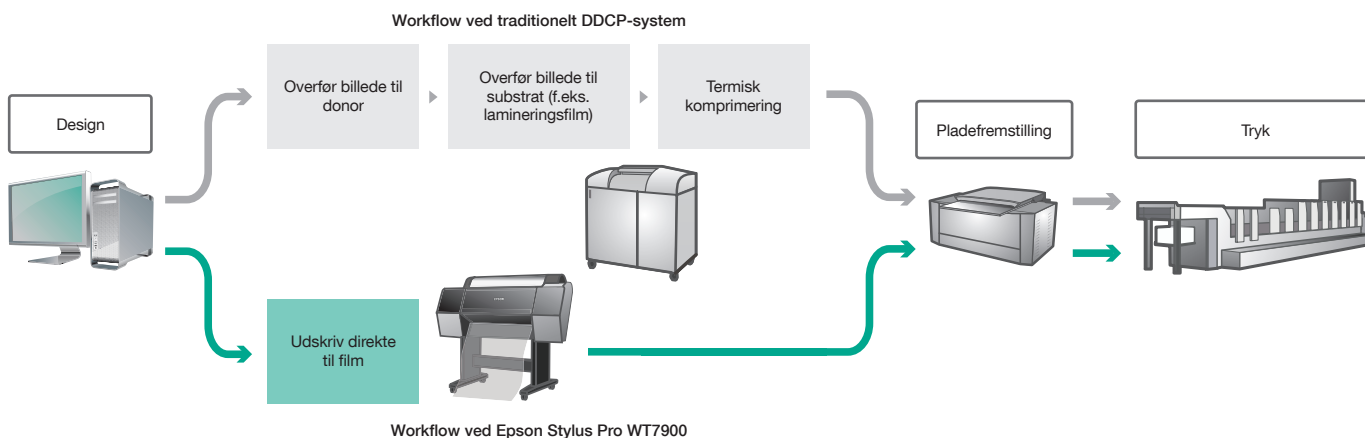 Workflow ved traditionelt DDCP-system
Design
Overfør billede til
donor
Overfør billede til
substrat (f.eks.
lamineringsfilm)
Termisk
komprimering
Pladefremstilling
Tryk
Udskriv direkte
til film
EPSON
Workflow ved Epson Stylus Pro WT7900